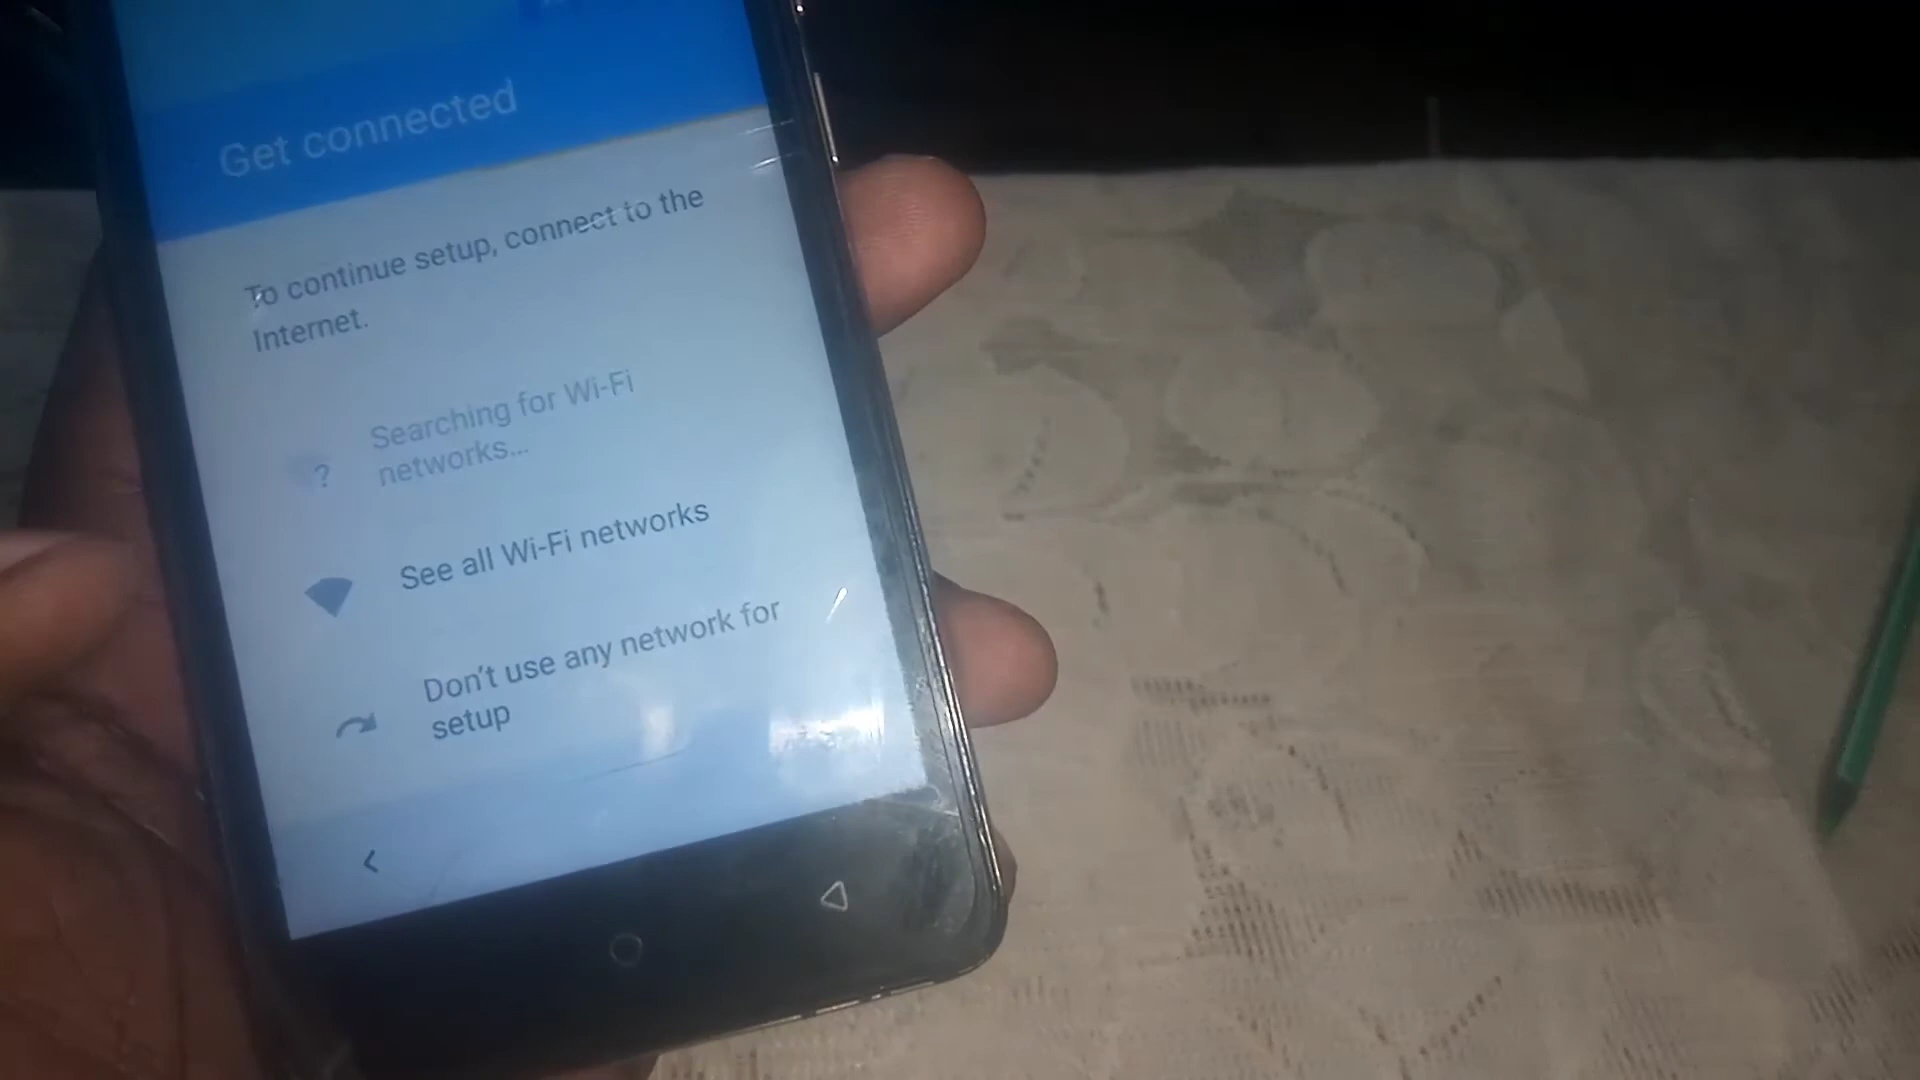 Get connected
To continue setup, connect to the
Internet.
Searching for Wi-Fi
networks...
?
See all Wi-Fi networks
Don't use any network for
setup